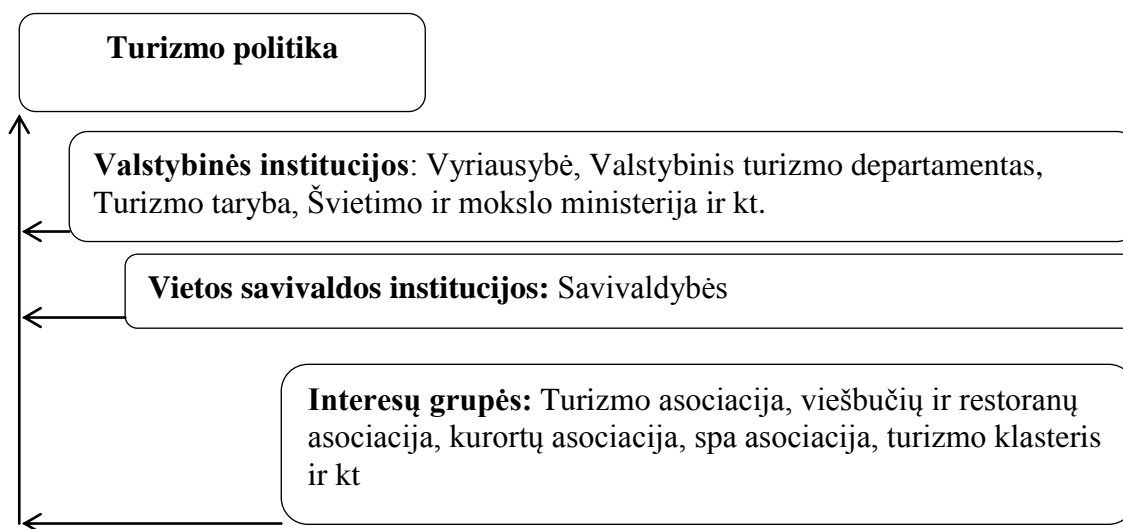 Turizmo politika
Valstybinės institucijos: Vyriausybė, Valstybinis turizmo departamentas,
Turizmo taryba, Švietimo ir mokslo ministerija ir kt.
Vietos savivaldos institucijos: Savivaldybės
Interesų grupės: Turizmo asociacija, viešbučių ir restoranų
asociacija, kurortų asociacija, spa asociacija, turizmo klasteris
ir kt